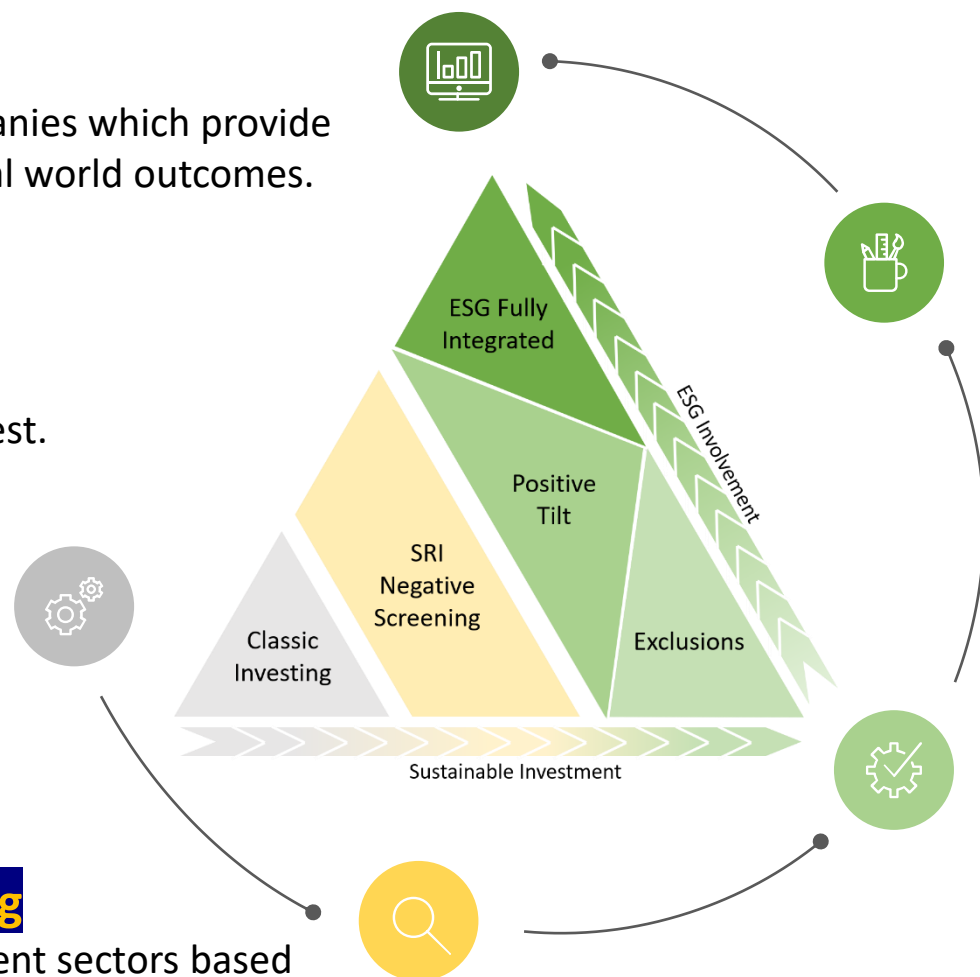 anies which provide
al world outcomes.
ESG Fully
Integrated
ESG Involvement
est.
Positive
Tilt
SRI
Negative
Screening
Classic
Investing
Exclusions
Sustainable Investment
g
ent sectors based